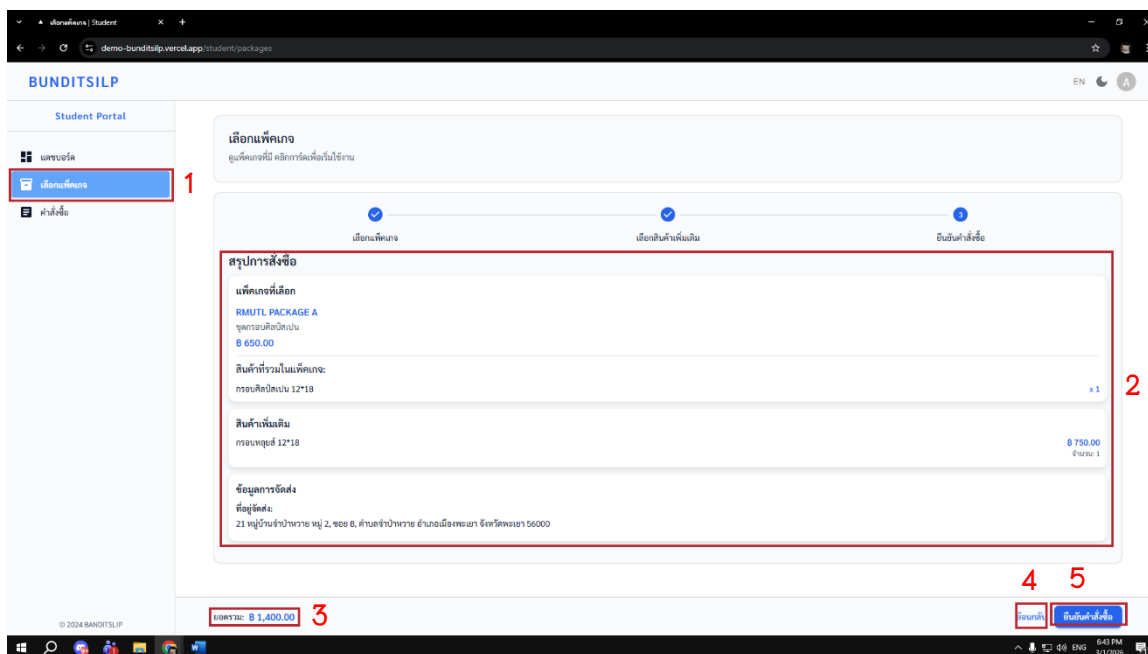 เลือกแพ็คเกจ | Student
demo-bunditsilp.vercel.app/student/packages
BUNDITSILP
EN
A
Student Portal
แดชบอร์ด
เลือกแพ็คเกจ
1
คำสั่งซื้อ
เลือกแพ็คเกจ
ดูแพ็คเกจที่มี คลิกการ์ดเพื่อเริ่มใช้งาน
3
เลือกแพ็คเกจ
เลือกสินค้าเพิ่มเติม
ยืนยันคำสั่งซื้อ
สรุปการสั่งซื้อ
แพ็คเกจที่เลือก
RMUTL PACKAGE A
ชุดกรอบศิลป์สเปน
฿ 650.00
สินค้าที่รวมในแพ็คเกจ:
กรอบศิลป์สเปน 12*18
x 1
2
สินค้าเพิ่มเติม
กรอบหลุยส์ 12*18
฿ 750.00
จำนวน: 1
ข้อมูลการจัดส่ง
ที่อยู่จัดส่ง:
21 หมู่บ้านจำป่าหวาย หมู่ 2, ซอย 8, ตำบลจำป่าหวาย อำเภอเมืองพะเยา จังหวัดพะเยา 56000
4
5
ยอดรวม: ฿ 1,400.00
3
ย้อนกลับ
ยืนยันคำสั่งซื้อ
© 2024 BANDITSLIP
ENG
6:43 PM
3/1/2026